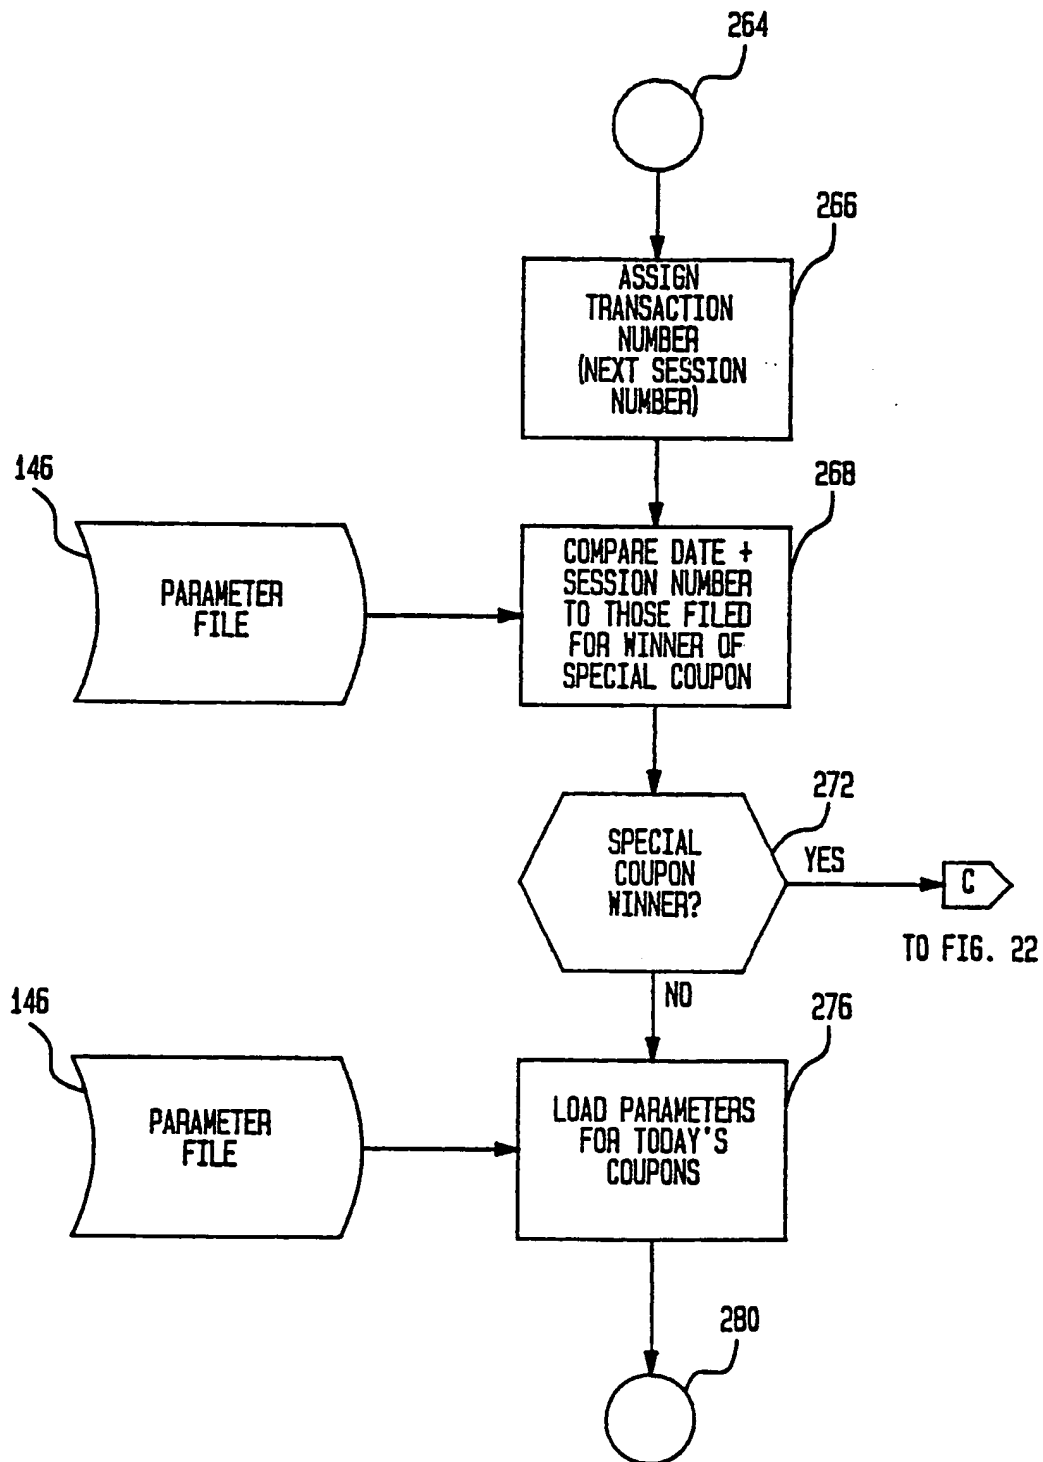 264
266
ASSIGN
TRANSACTION
NUMBER
(NEXT SESSION
NUMBER)
146
268
PARAMETER
FILE
COMPARE DATE +
SESSION NUMBER
TO THOSE FILED
FOR WINNER OF
SPECIAL COUPON
272
SPECIAL
COUPON
WINNER?
YES
C
TO FIG. 22
NO
146
276
PARAMETER
FILE
LOAD PARAMETERS
FOR TODAY'S
COUPONS
280